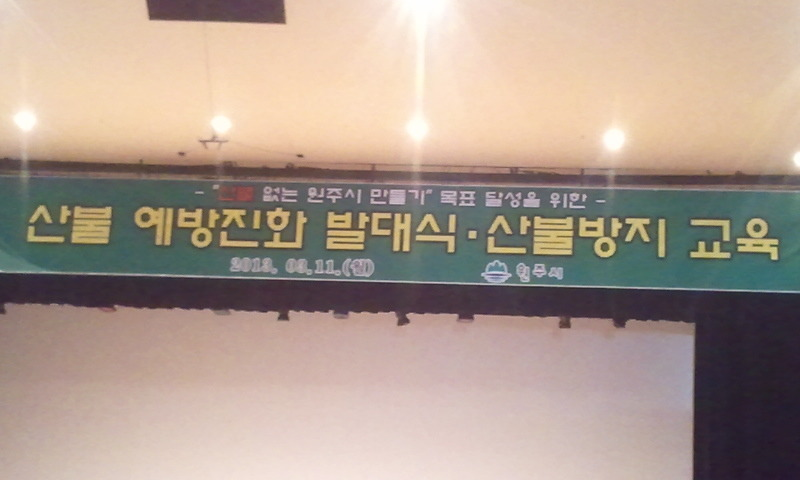 - "산불 없는 원주시 만들기" 목표 달성을 위한 -
산불 예방진화 발대식·산불방지 교육
2013. 03. 11. (월) 원주시